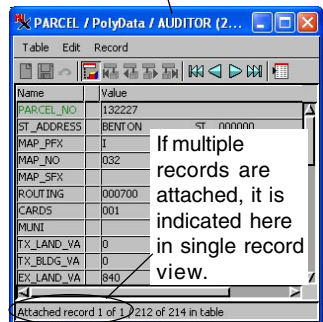 PARCEL / PolyData / AUDITOR (2...
Table Edit Record
Name Value
PARCEL_NO 132227
ST_ADDRESS BENTON ST 000000
MAP_PFX I
MAP_NO 032
MAP_SFX
ROUTING 000700
CARDS 001
MUNI
TX_LAND_VA 0
TX_BLDG_VA 0
EX_LAND_VA 840
If multiple
records are
attached, it is
indicated here
in single record
view.
Attached record 1 of 1 / 212 of 214 in table